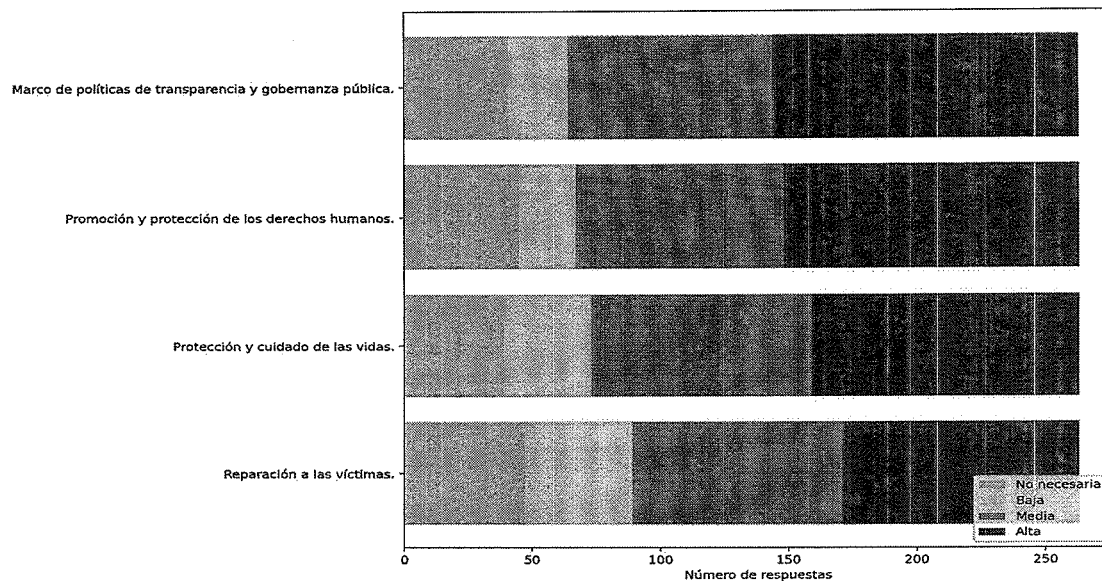 Marco de políticas de transparencia y gobernanza pública.
Promoción y protección de los derechos humanos.
Protección y cuidado de las vidas.
Reparación a las víctimas.
No necesaria
Baja
Media
Alta
0 50 100 150 200 250
Número de respuestas